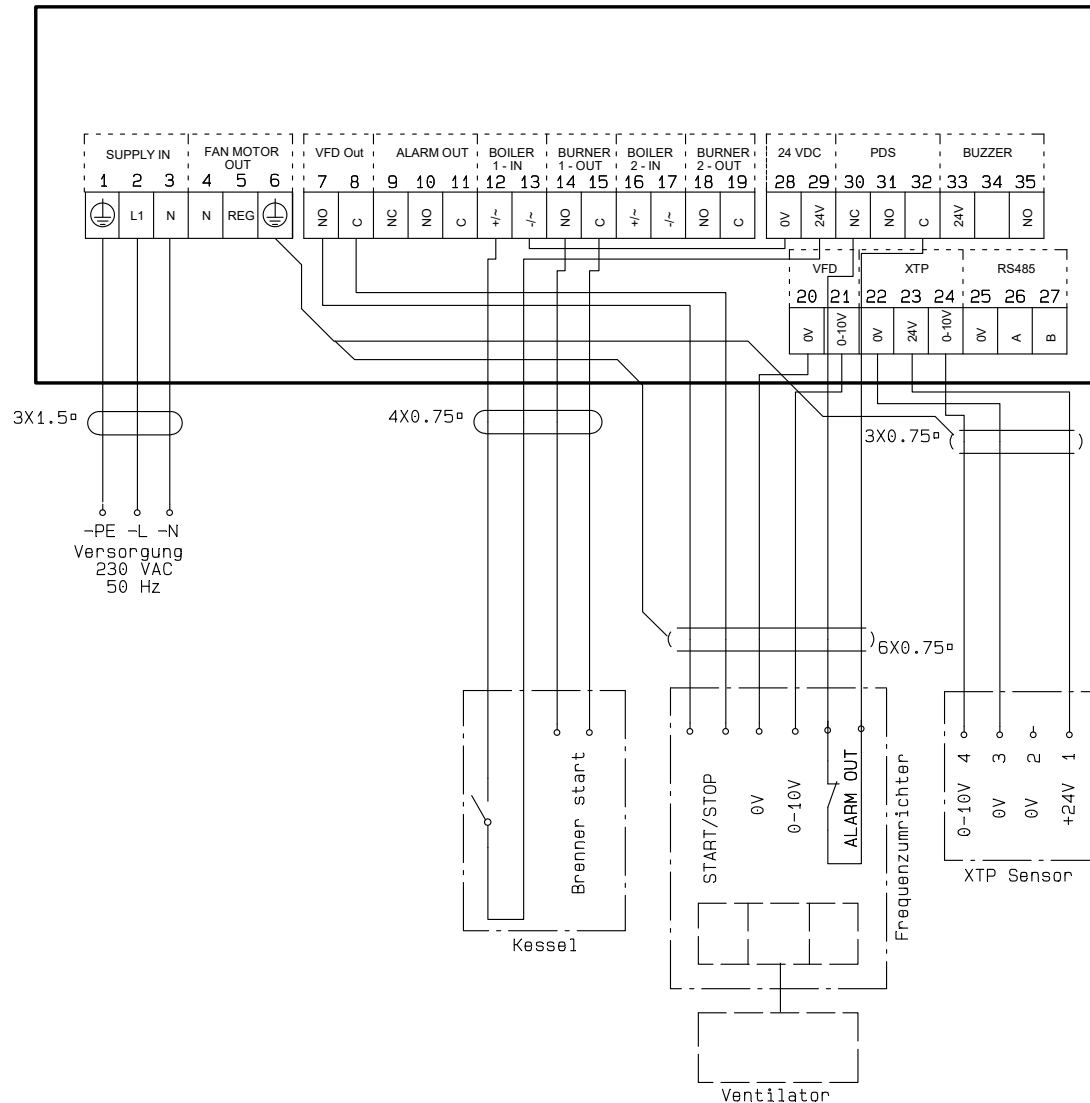 SUPPLY IN FAN MOTOR OUT VFD Out ALARM OUT BOILER 1 - IN BURNER 1 - OUT BOILER 2 - IN BURNER 2 - OUT 24 VDC PDS BUZZER
1 2 3 4 5 6 7 8 9 10 11 12 13 14 15 16 17 18 19 28 29 30 31 32 33 34 35
L1 N N REG NO C NC NO C +/~ -/~ NO C +/~ -/~ NO C 0V 24V NC NO C 24V NO
VFD XTP RS485
20 21 22 23 24 25 26 27
0V 0-10V 0V 24V 0-10V 0V A B
3X1.5▫
4X0.75▫
3X0.75▫
-PE -L -N
Versorgung
230 VAC
50 Hz
6X0.75▫
Brenner start
Kessel
START/STOP
0V
0-10V
ALARM OUT
Frequenzumrichter
Ventilator
0-10V 4
0V 3
0V 2
+24V 1
XTP Sensor